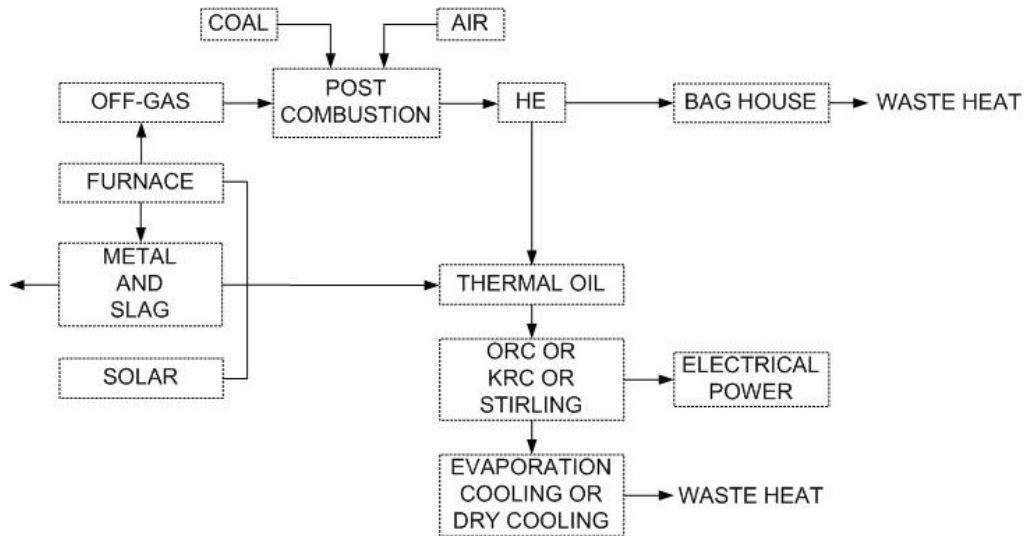 COAL
AIR
OFF-GAS
POST
COMBUSTION
HE
BAG HOUSE
WASTE HEAT
FURNACE
METAL
AND
SLAG
THERMAL OIL
SOLAR
ORC OR
KRC OR
STIRLING
ELECTRICAL
POWER
EVAPORATION
COOLING OR
DRY COOLING
WASTE HEAT